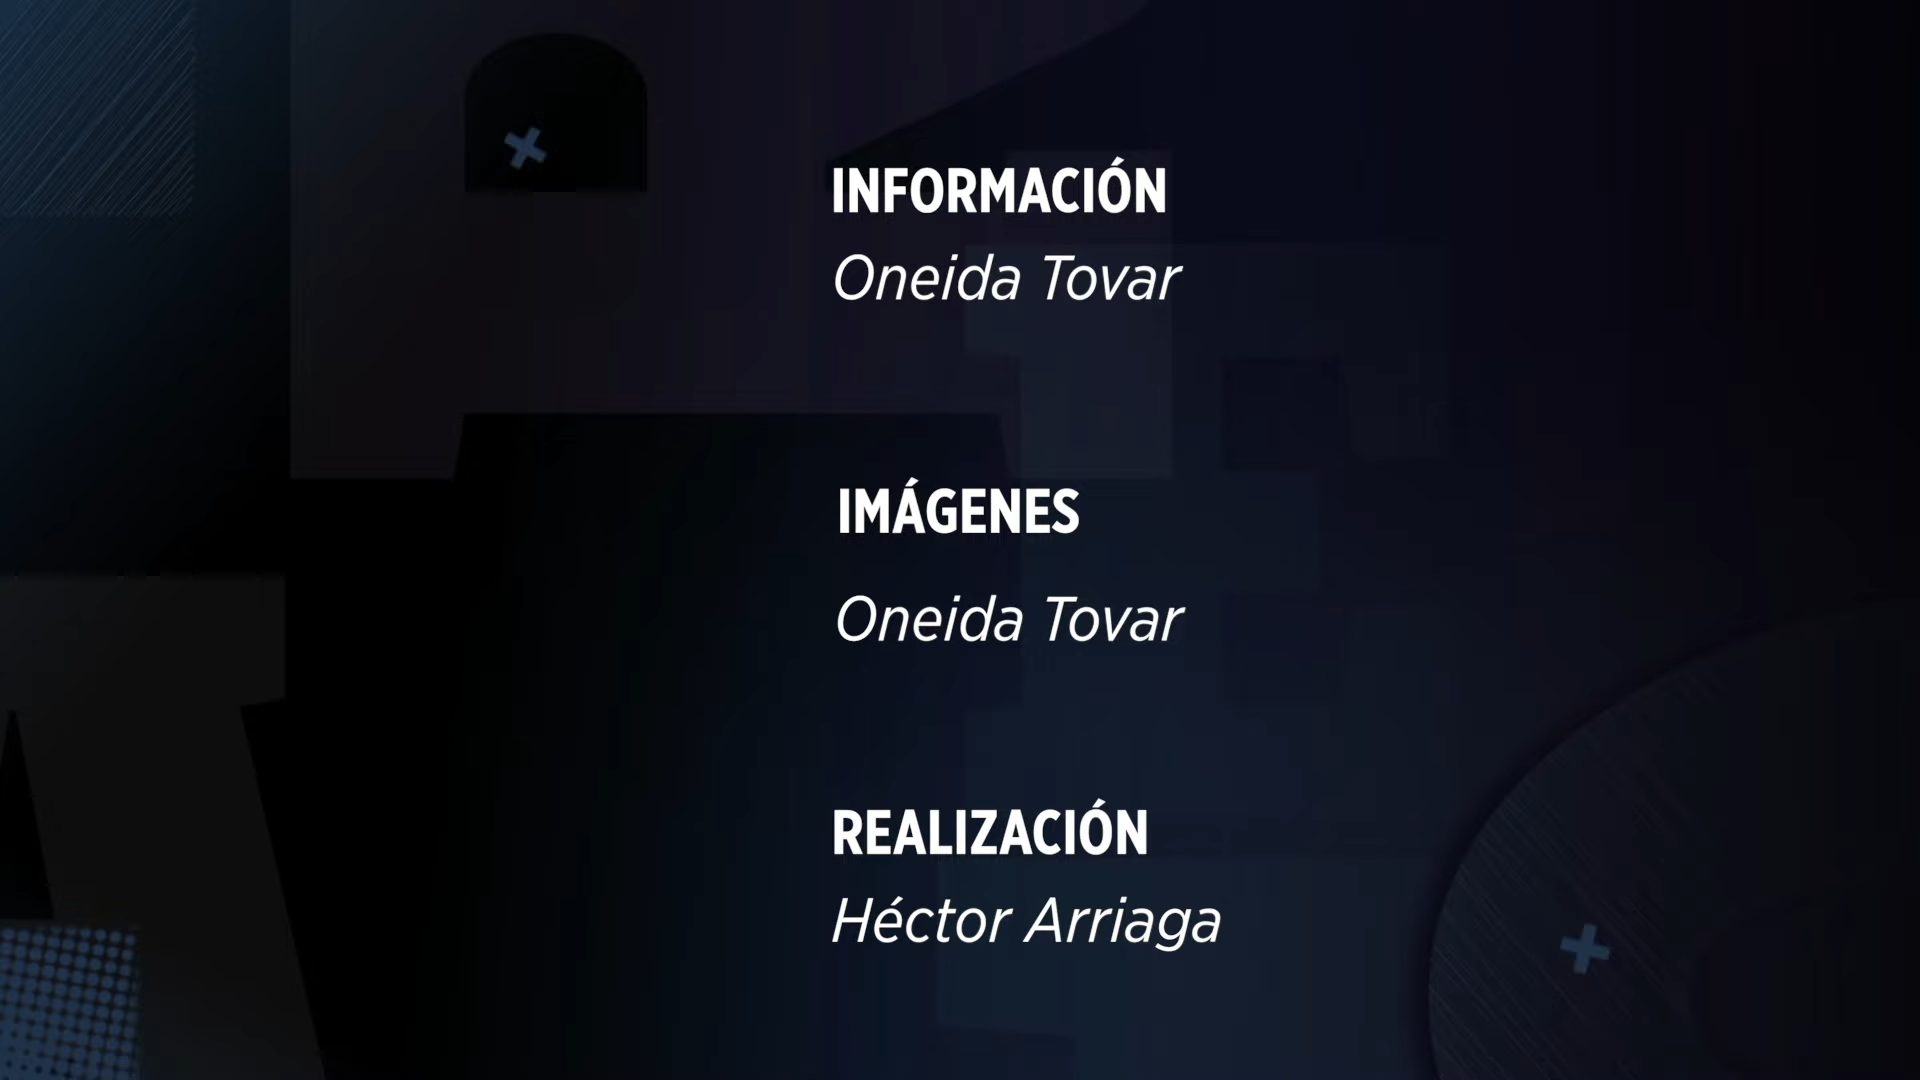 INFORMACIÓN
Oneida Tovar
IMÁGENES
Oneida Tovar
REALIZACIÓN
Héctor Arriaga